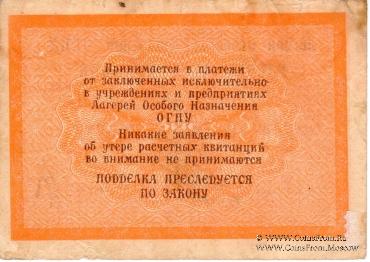 Принимается в платежи
от заключенных исключительно
в учреждениях и предприятиях
Лагерей Особого Назначения
ОГПУ
Никакие заявления
об утере расчетных квитанций
во внимание не принимаются
ПОДДЕЛКА ПРЕСЛЕДУЕТСЯ
ПО ЗАКОНУ
© www.CoinsFrom.Ru
CoinsFrom,Moscow